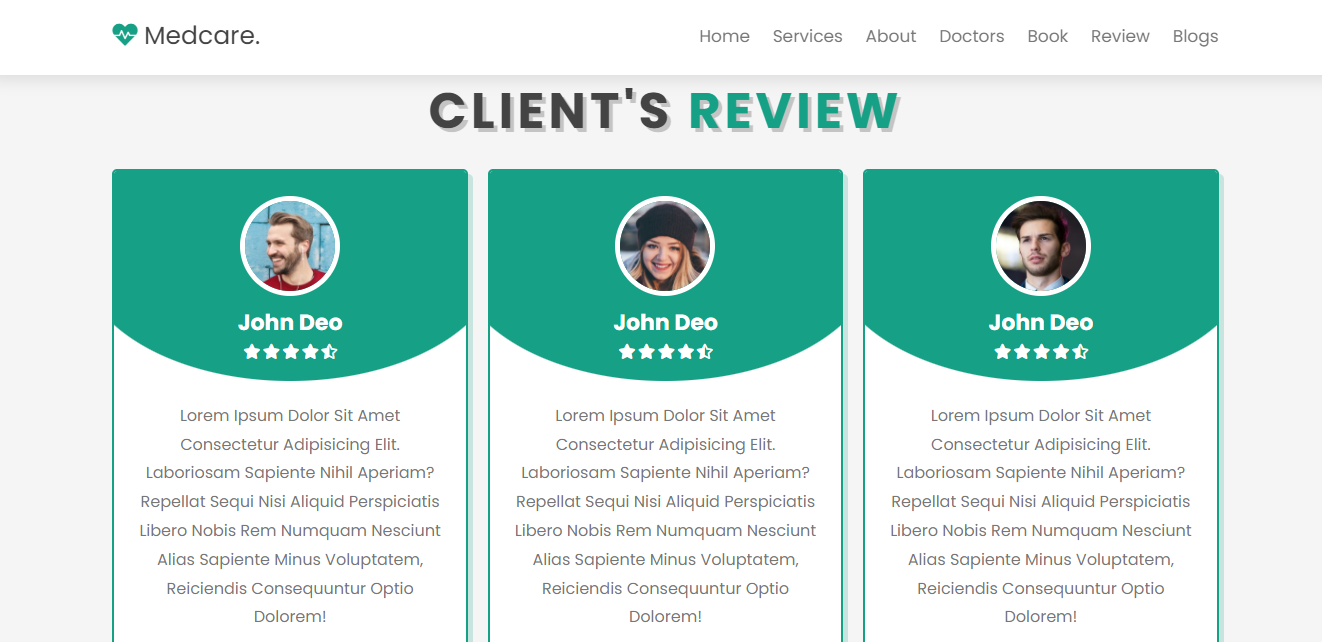 Medcare.
Home Services About Doctors Book Review Blogs
CLIENT'S REVIEW
John Deo
Lorem Ipsum Dolor Sit Amet
Consectetur Adipisicing Elit.
Laboriosam Sapiente Nihil Aperiam?
Repellat Sequi Nisi Aliquid Perspiciatis
Libero Nobis Rem Numquam Nesciunt
Alias Sapiente Minus Voluptatem,
Reiciendis Consequuntur Optio
Dolorem!
John Deo
Lorem Ipsum Dolor Sit Amet
Consectetur Adipisicing Elit.
Laboriosam Sapiente Nihil Aperiam?
Repellat Sequi Nisi Aliquid Perspiciatis
Libero Nobis Rem Numquam Nesciunt
Alias Sapiente Minus Voluptatem,
Reiciendis Consequuntur Optio
Dolorem!
John Deo
Lorem Ipsum Dolor Sit Amet
Consectetur Adipisicing Elit.
Laboriosam Sapiente Nihil Aperiam?
Repellat Sequi Nisi Aliquid Perspiciatis
Libero Nobis Rem Numquam Nesciunt
Alias Sapiente Minus Voluptatem,
Reiciendis Consequuntur Optio
Dolorem!